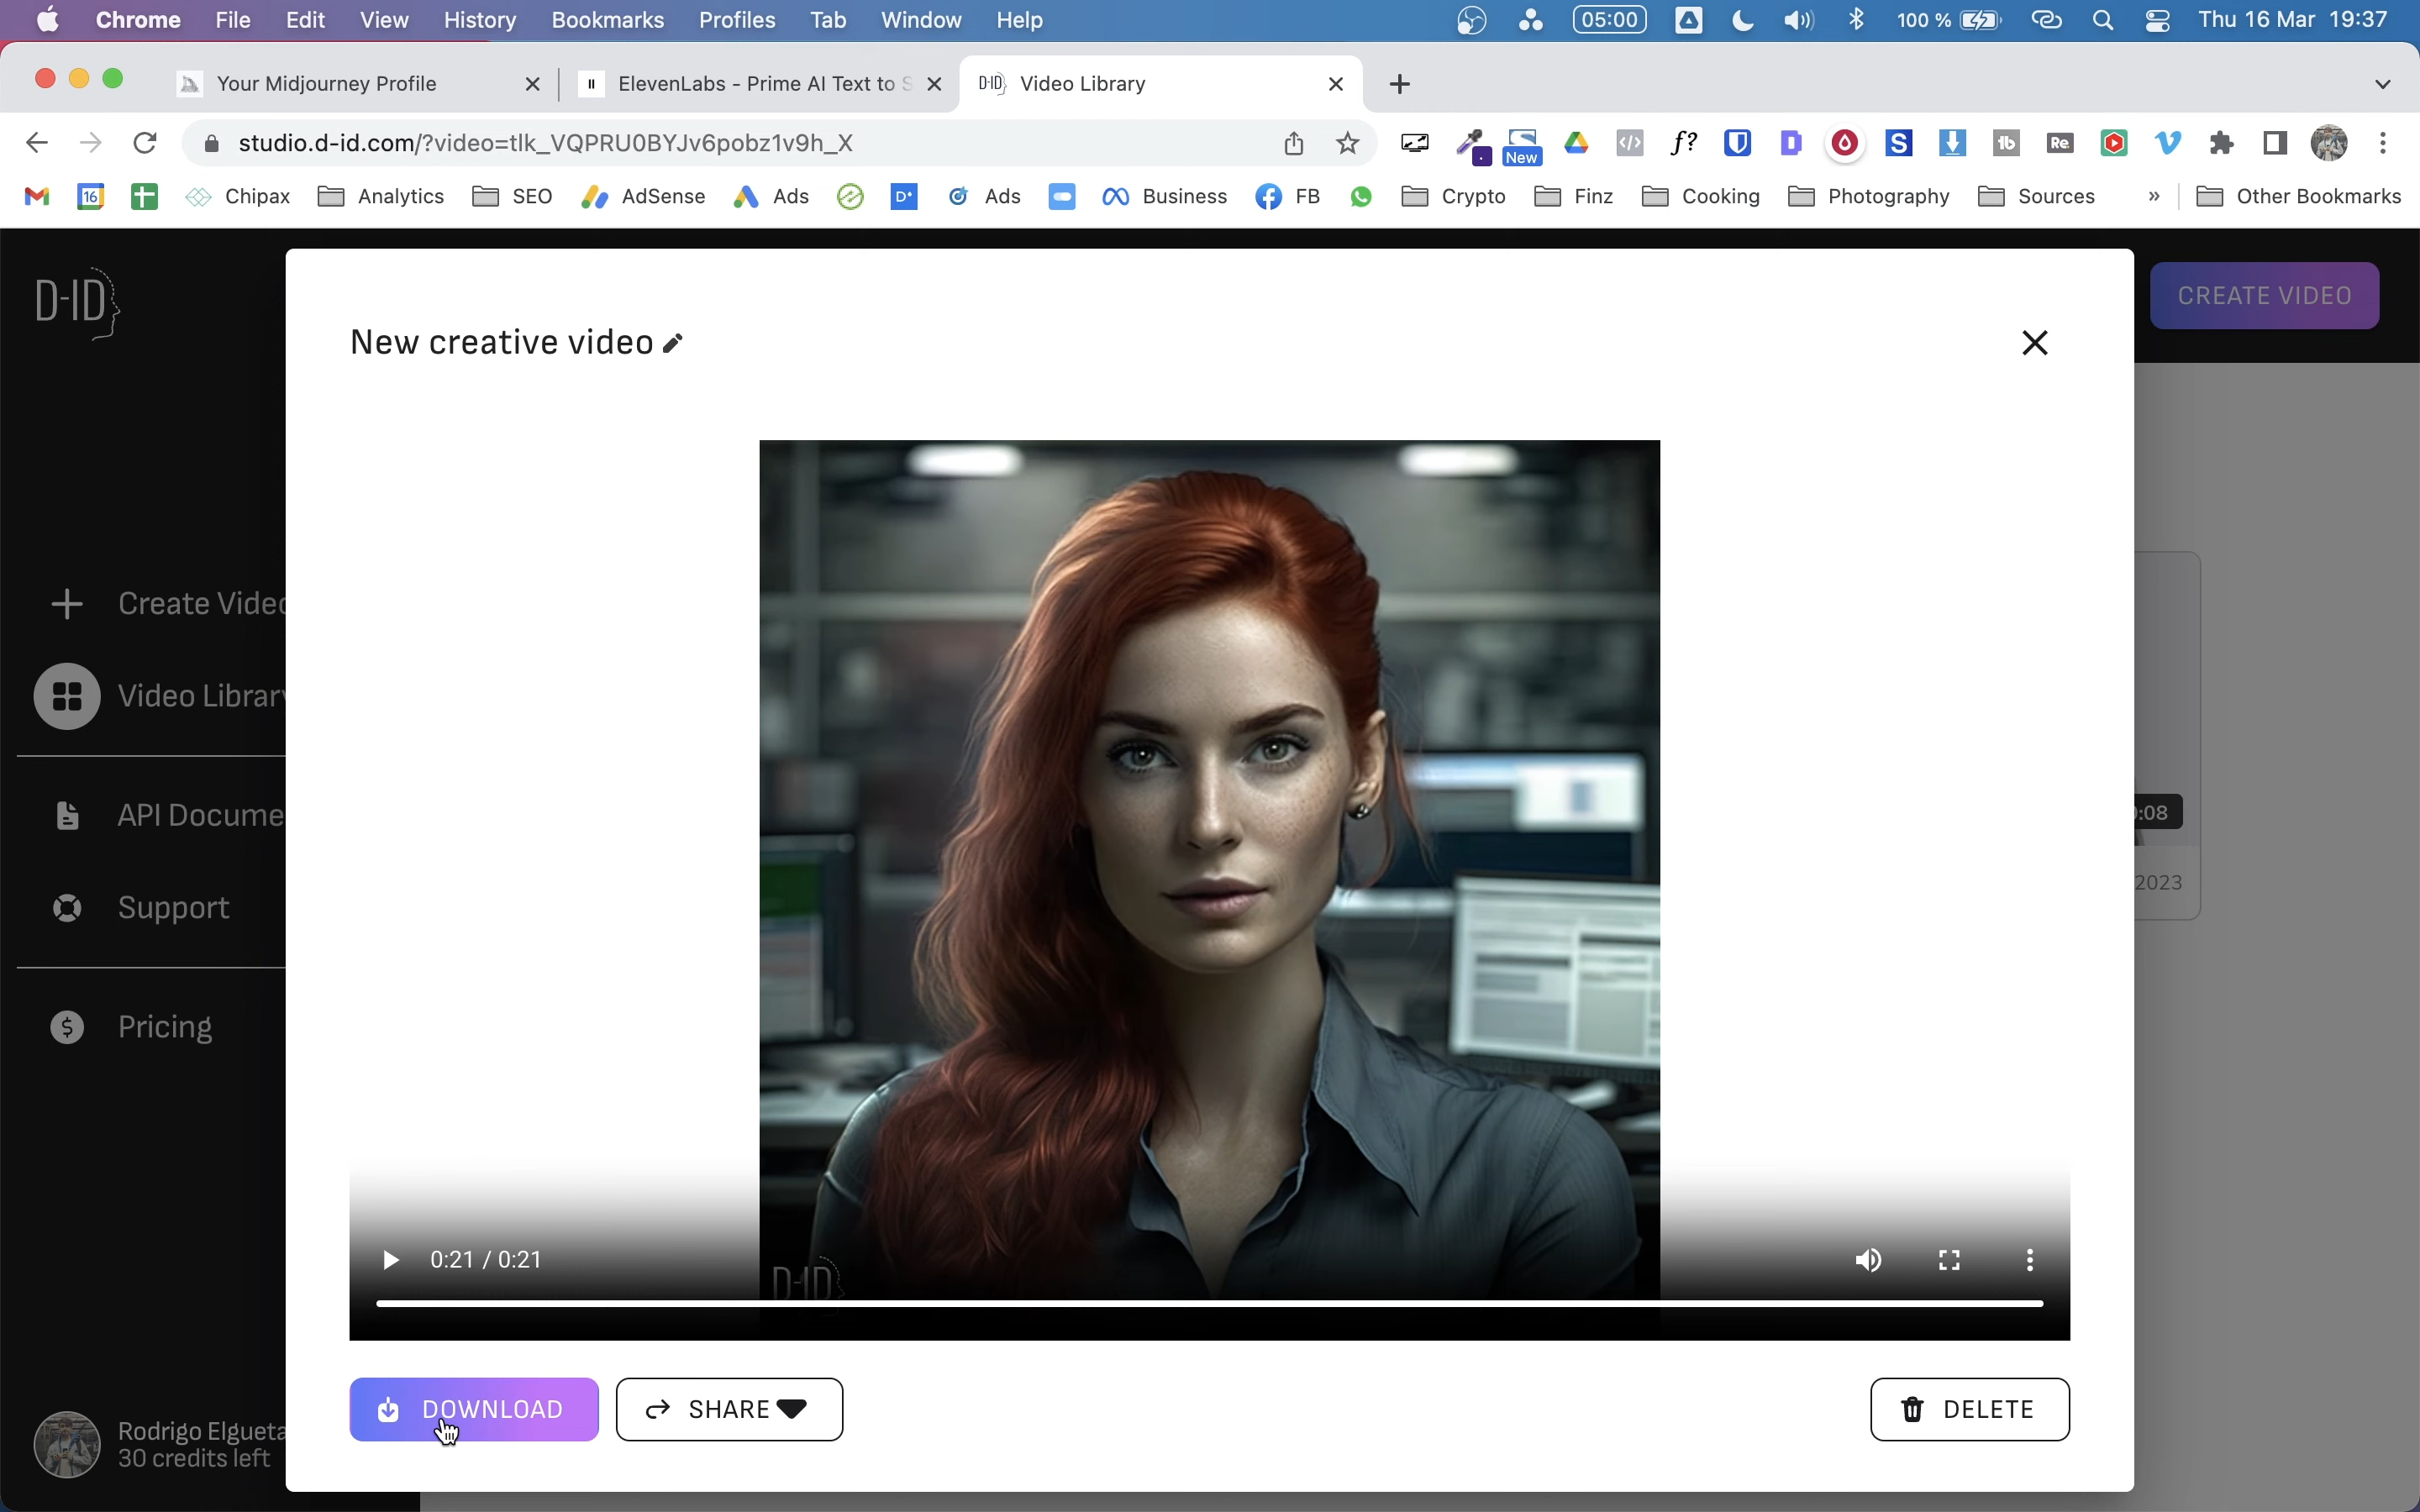 Chrome File Edit View History Bookmarks Profiles Tab Window Help 05:00 100 % Thu 16 Mar 19:37
Your Midjourney Profile ElevenLabs - Prime AI Text to S Video Library
studio.d-id.com/?video=tlk_VQPRU0BYJv6pobz1v9h_X
f? New D S tb Re
16 Chipax Analytics SEO AdSense Ads D Ads Business FB Crypto Finz Cooking Photography Sources » Other Bookmarks
D-ID
CREATE VIDEO
New creative video
Create Video
Video Library
API Docume
:08
2023
Support
Pricing
D-ID
0:21 / 0:21
DOWNLOAD SHARE DELETE
Rodrigo Elgueta
30 credits left